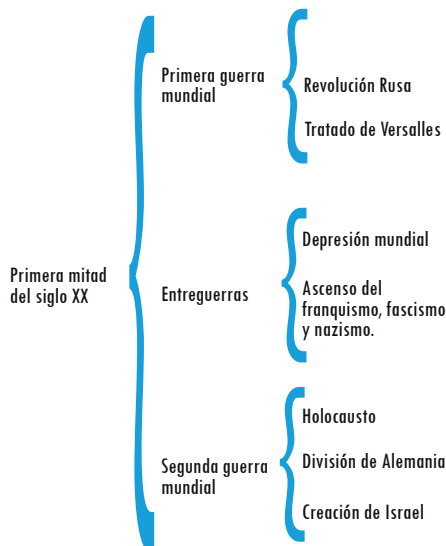 Primera mitad
del siglo XX
Primera guerra
mundial
Revolución Rusa
Tratado de Versalles
Entreguerras
Depresión mundial
Ascenso del
franquismo, fascismo
y nazismo.
Segunda guerra
mundial
Holocausto
División de Alemania
Creación de Israel